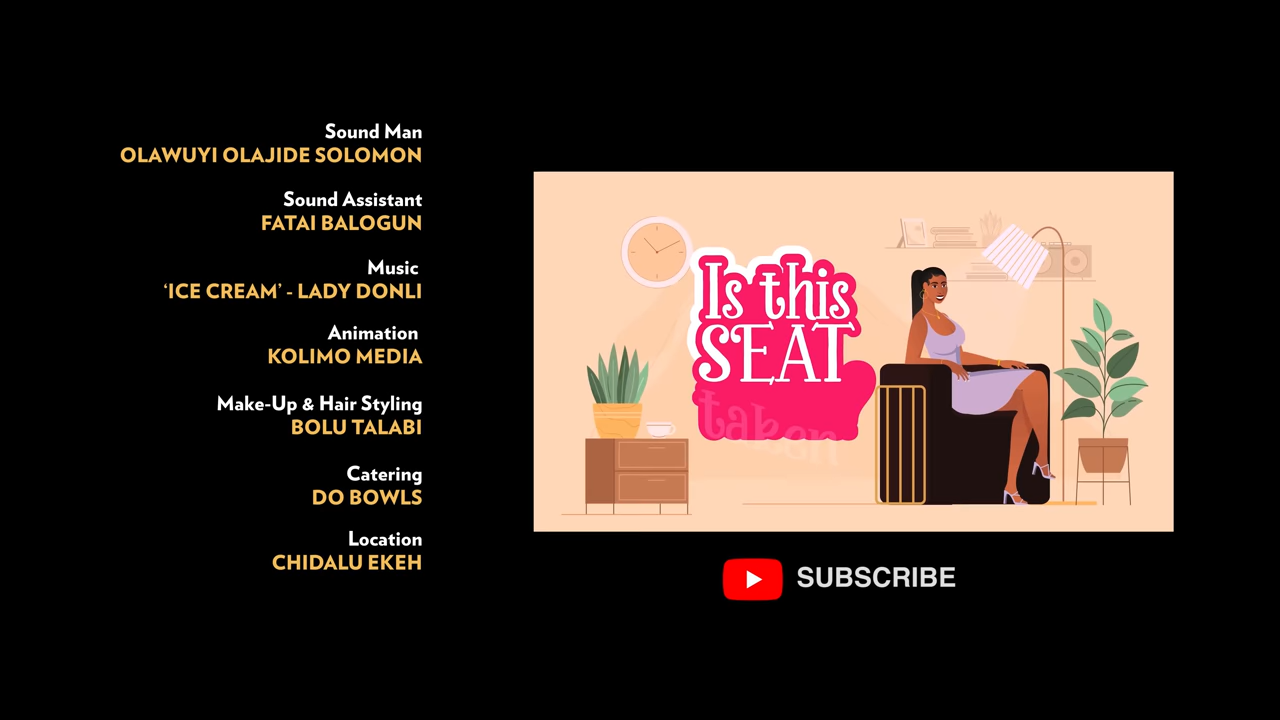 Sound Man
OLAWUYI OLAJIDE SOLOMON
Sound Assistant
FATAI BALOGUN
Music
‘ICE CREAM’ - LADY DONLI
Animation
KOLIMO MEDIA
Make-Up & Hair Styling
BOLU TALABI
Catering
DO BOWLS
Location
CHIDALU EKEH
Is this
SEAT
taken
SUBSCRIBE